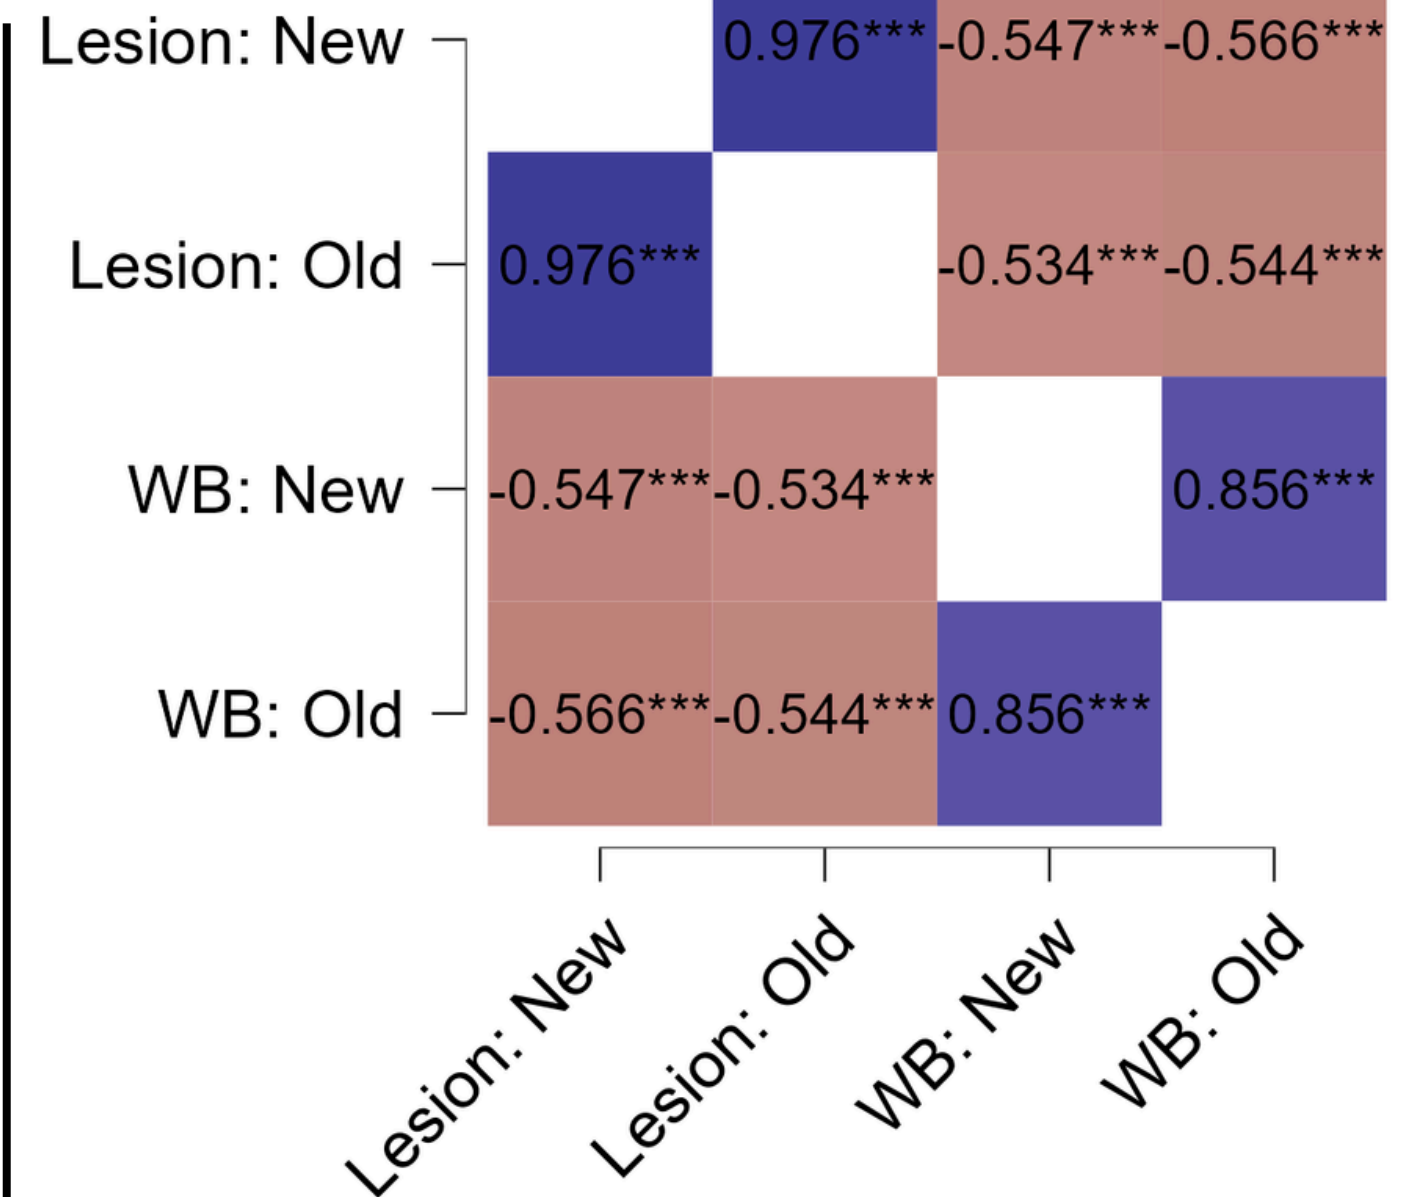 Lesion: New 0.976*** -0.547*** -0.566***
Lesion: Old 0.976*** -0.534*** -0.544***
WB: New -0.547*** -0.534*** 0.856***
WB: Old -0.566*** -0.544*** 0.856***
Lesion: New Lesion: Old WB: New WB: Old